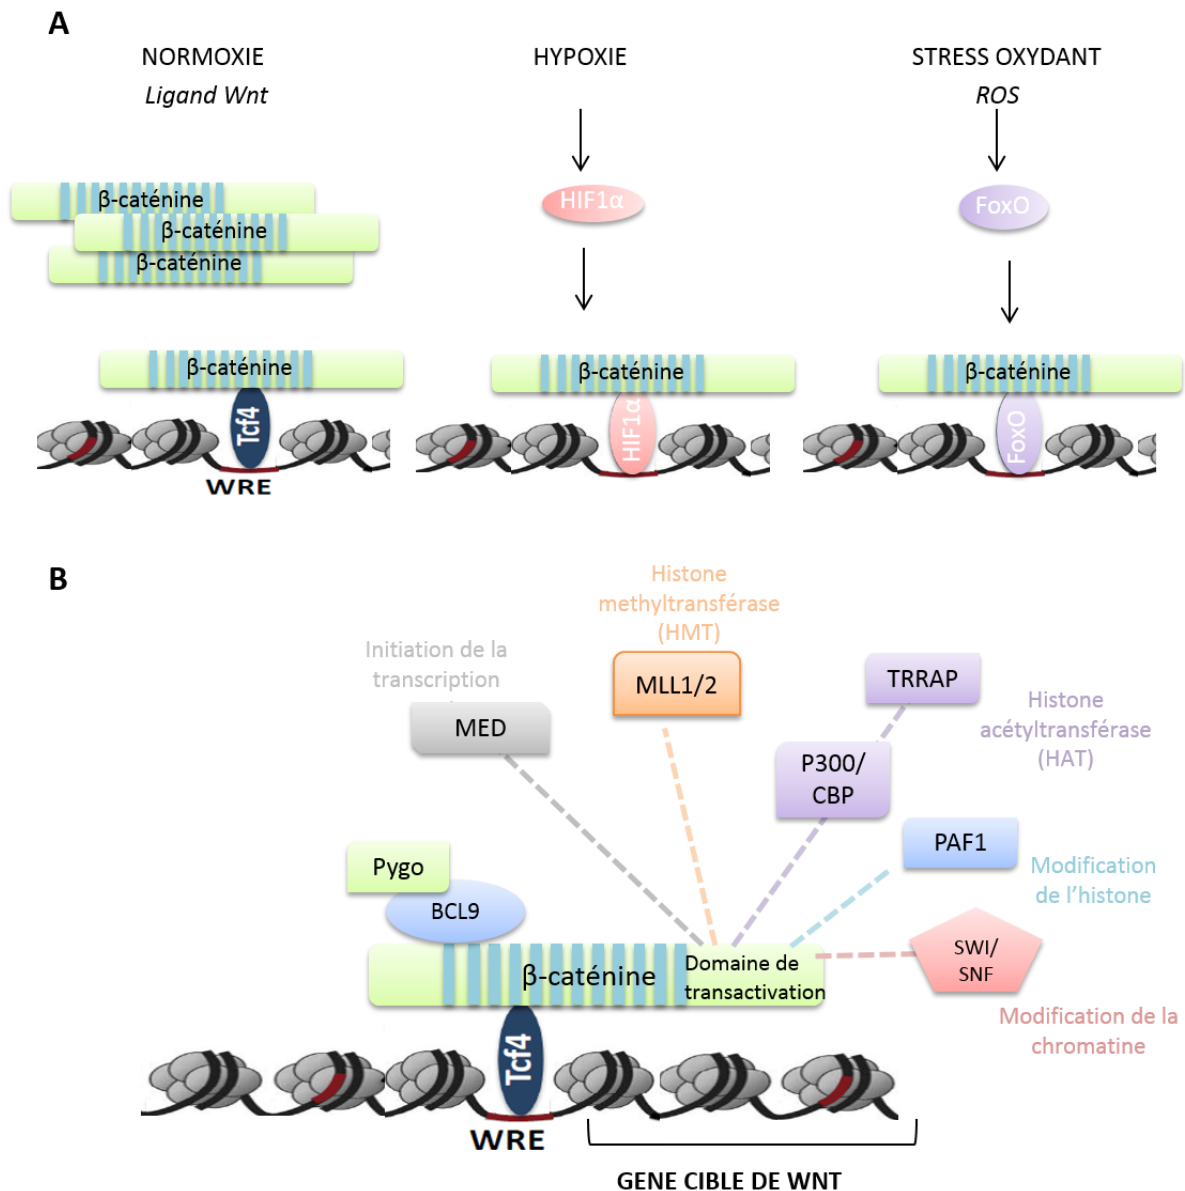 A
NORMOXIE
Ligand Wnt
HYPOXIE
STRESS OXYDANT
ROS
β-caténine
β-caténine
β-caténine
HIF1α
FoxO
β-caténine
Tcf4
WRE
β-caténine
HIF1α
β-caténine
FoxO
B
Initiation de la
transcription
MED
Histone
methyltransférase
(HMT)
MLL1/2
TRRAP
Histone
acétyltransférase
(HAT)
P300/
CBP
PAF1
Modification
de l'histone
Pygo
BCL9
β-caténine
Domaine de
transactivation
SWI/
SNF
Modification de la
chromatine
Tcf4
WRE
GENE CIBLE DE WNT